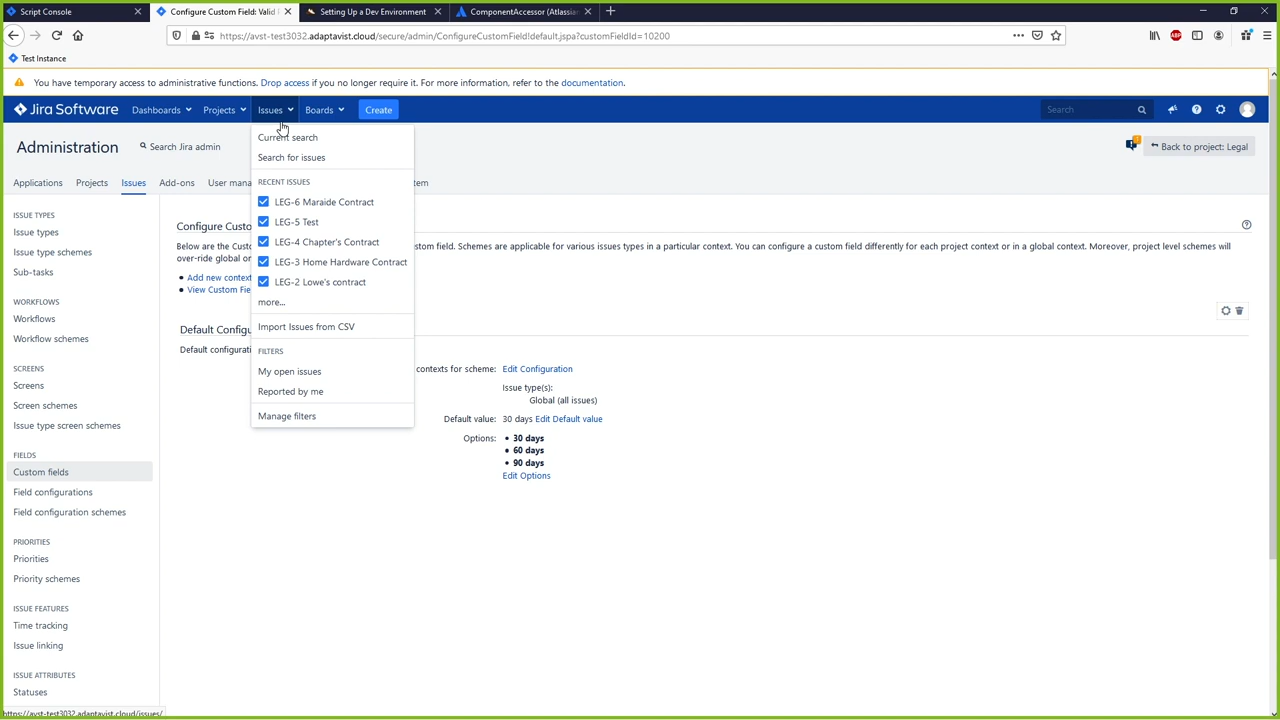 Script Console
Configure Custom Field: Valid
Setting Up a Dev Environment
ComponentAccessor (Atlassian
https://avst-test3032.adaptavist.cloud/secure/admin/ConfigureCustomField!default.jspa?customFieldId=10200
Test Instance
You have temporary access to administrative functions. Drop access if you no longer require it. For more information, refer to the documentation.
Jira Software
Dashboards
Projects
Issues
Boards
Create
Search
Administration
Search Jira admin
Back to project: Legal
Applications
Projects
Issues
Add-ons
User mana
tem
Current search
Search for issues
RECENT ISSUES
LEG-6 Maraide Contract
LEG-5 Test
LEG-4 Chapter's Contract
LEG-3 Home Hardware Contract
LEG-2 Lowe's contract
more...
Import Issues from CSV
FILTERS
My open issues
Reported by me
Manage filters
ISSUE TYPES
Issue types
Issue type schemes
Sub-tasks
WORKFLOWS
Workflows
Workflow schemes
SCREENS
Screens
Screen schemes
Issue type screen schemes
FIELDS
Custom fields
Field configurations
Field configuration schemes
PRIORITIES
Priorities
Priority schemes
ISSUE FEATURES
Time tracking
Issue linking
ISSUE ATTRIBUTES
Statuses
Configure Custo
Below are the Custo
stom field. Schemes are applicable for various issues types in a particular context. You can configure a custom field differently for each project context or in a global context. Moreover, project level schemes will
over-ride global or
• Add new context
• View Custom Fie
Default Configu
Default configurati
contexts for scheme: Edit Configuration
Issue type(s):
Global (all issues)
Default value: 30 days Edit Default value
Options: • 30 days
• 60 days
• 90 days
Edit Options
https://avst-test3032.adaptavist.cloud/issues/